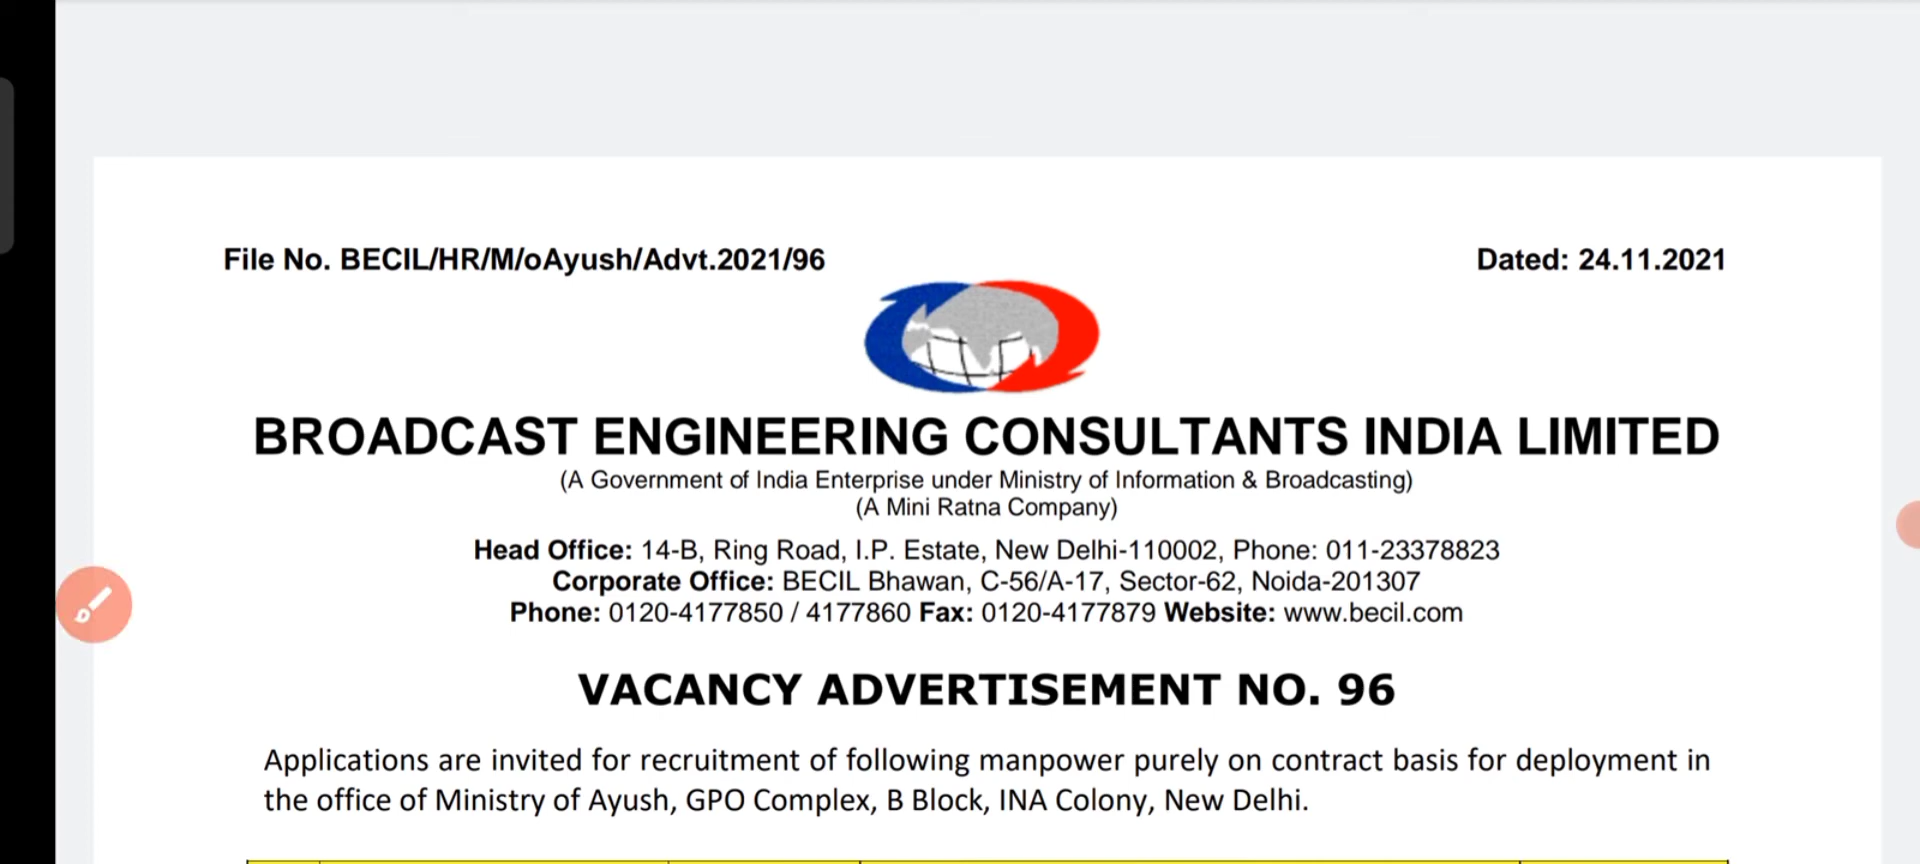 File No. BECIL/HR/M/oAyush/Advt.2021/96 Dated: 24.11.2021
BROADCAST ENGINEERING CONSULTANTS INDIA LIMITED
(A Government of India Enterprise under Ministry of Information & Broadcasting)
(A Mini Ratna Company)
Head Office: 14-B, Ring Road, I.P. Estate, New Delhi-110002, Phone: 011-23378823
Corporate Office: BECIL Bhawan, C-56/A-17, Sector-62, Noida-201307
Phone: 0120-4177850 / 4177860 Fax: 0120-4177879 Website: www.becil.com
VACANCY ADVERTISEMENT NO. 96
Applications are invited for recruitment of following manpower purely on contract basis for deployment in
the office of Ministry of Ayush, GPO Complex, B Block, INA Colony, New Delhi.